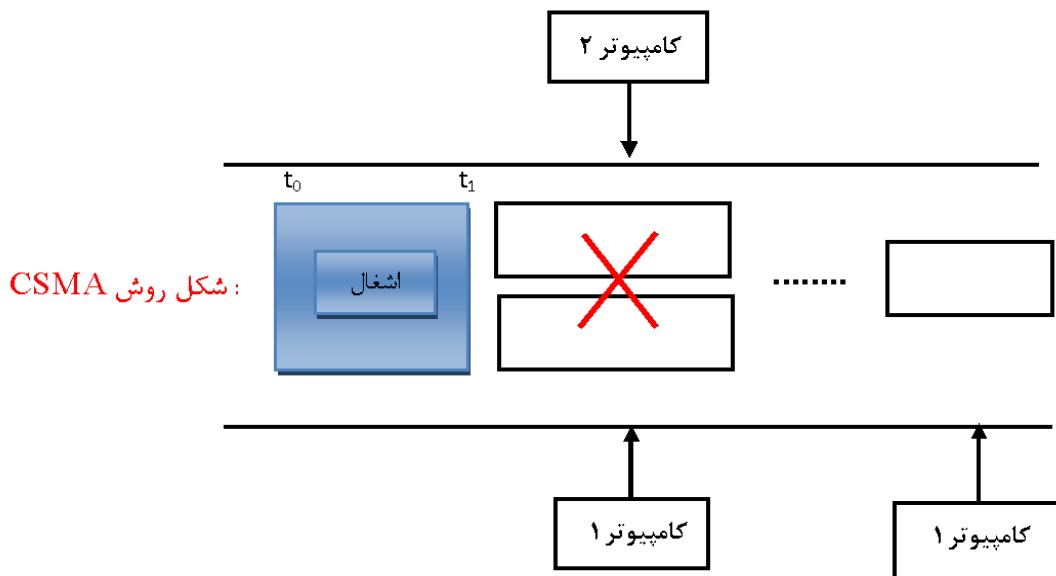 کامپیوتر ۲
t0 t1
شکل روش CSMA :
اشغال
........
کامپیوتر ۱
کامپیوتر ۱